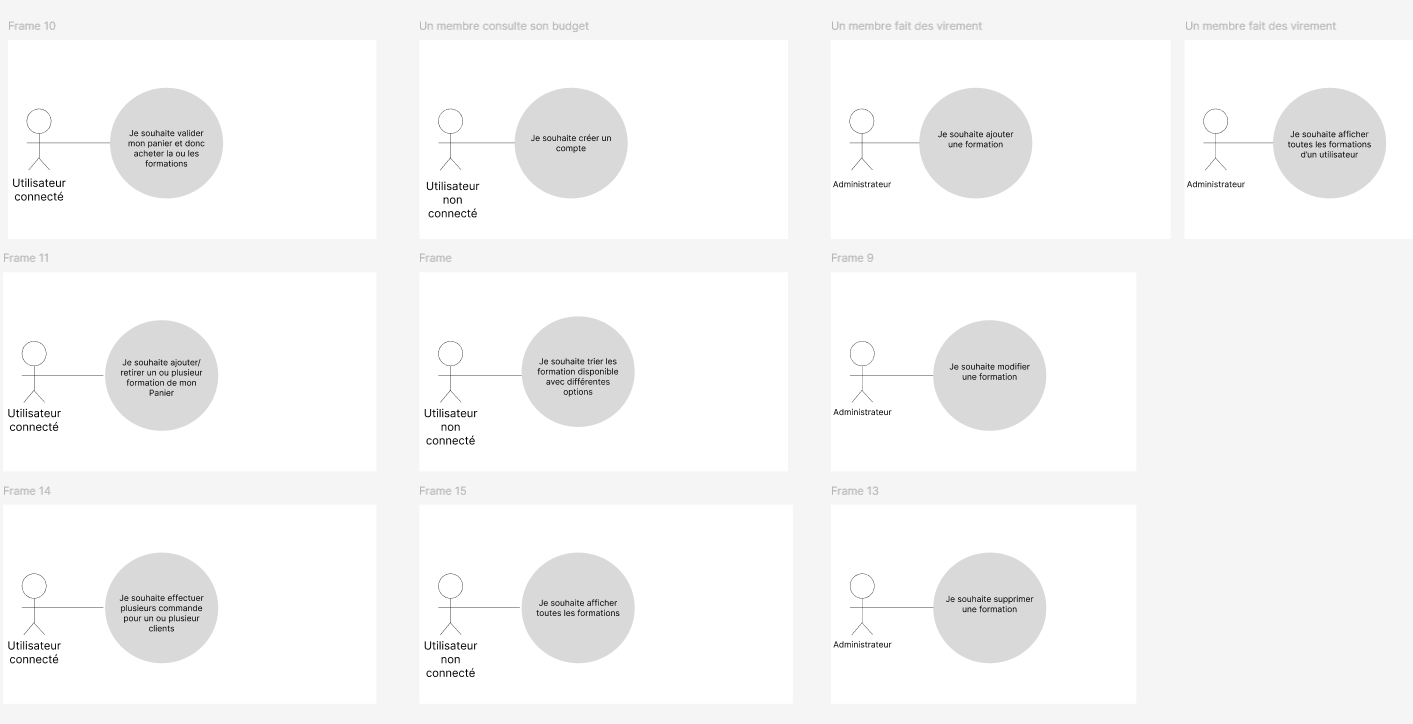 Frame 10
Je souhaite valider
mon panier et donc
acheter la ou les
formations
Utilisateur
connecté
Un membre consulte son budget
Je souhaite créer un
compte
Utilisateur
non
connecté
Un membre fait des virement
Je souhaite ajouter
une formation
Administrateur
Un membre fait des virement
Je souhaite afficher
toutes les formations
d'un utilisateur
Administrateur
Frame 11
Je souhaite ajouter/
retirer un ou plusieur
formation de mon
Panier
Utilisateur
connecté
Frame
Je souhaite trier les
formation disponible
avec différentes
options
Utilisateur
non
connecté
Frame 9
Je souhaite modifier
une formation
Administrateur
Frame 14
Je souhaite effectuer
plusieurs commande
pour un ou plusieur
clients
Utilisateur
connecté
Frame 15
Je souhaite afficher
toutes les formations
Utilisateur
non
connecté
Frame 13
Je souhaite supprimer
une formation
Administrateur